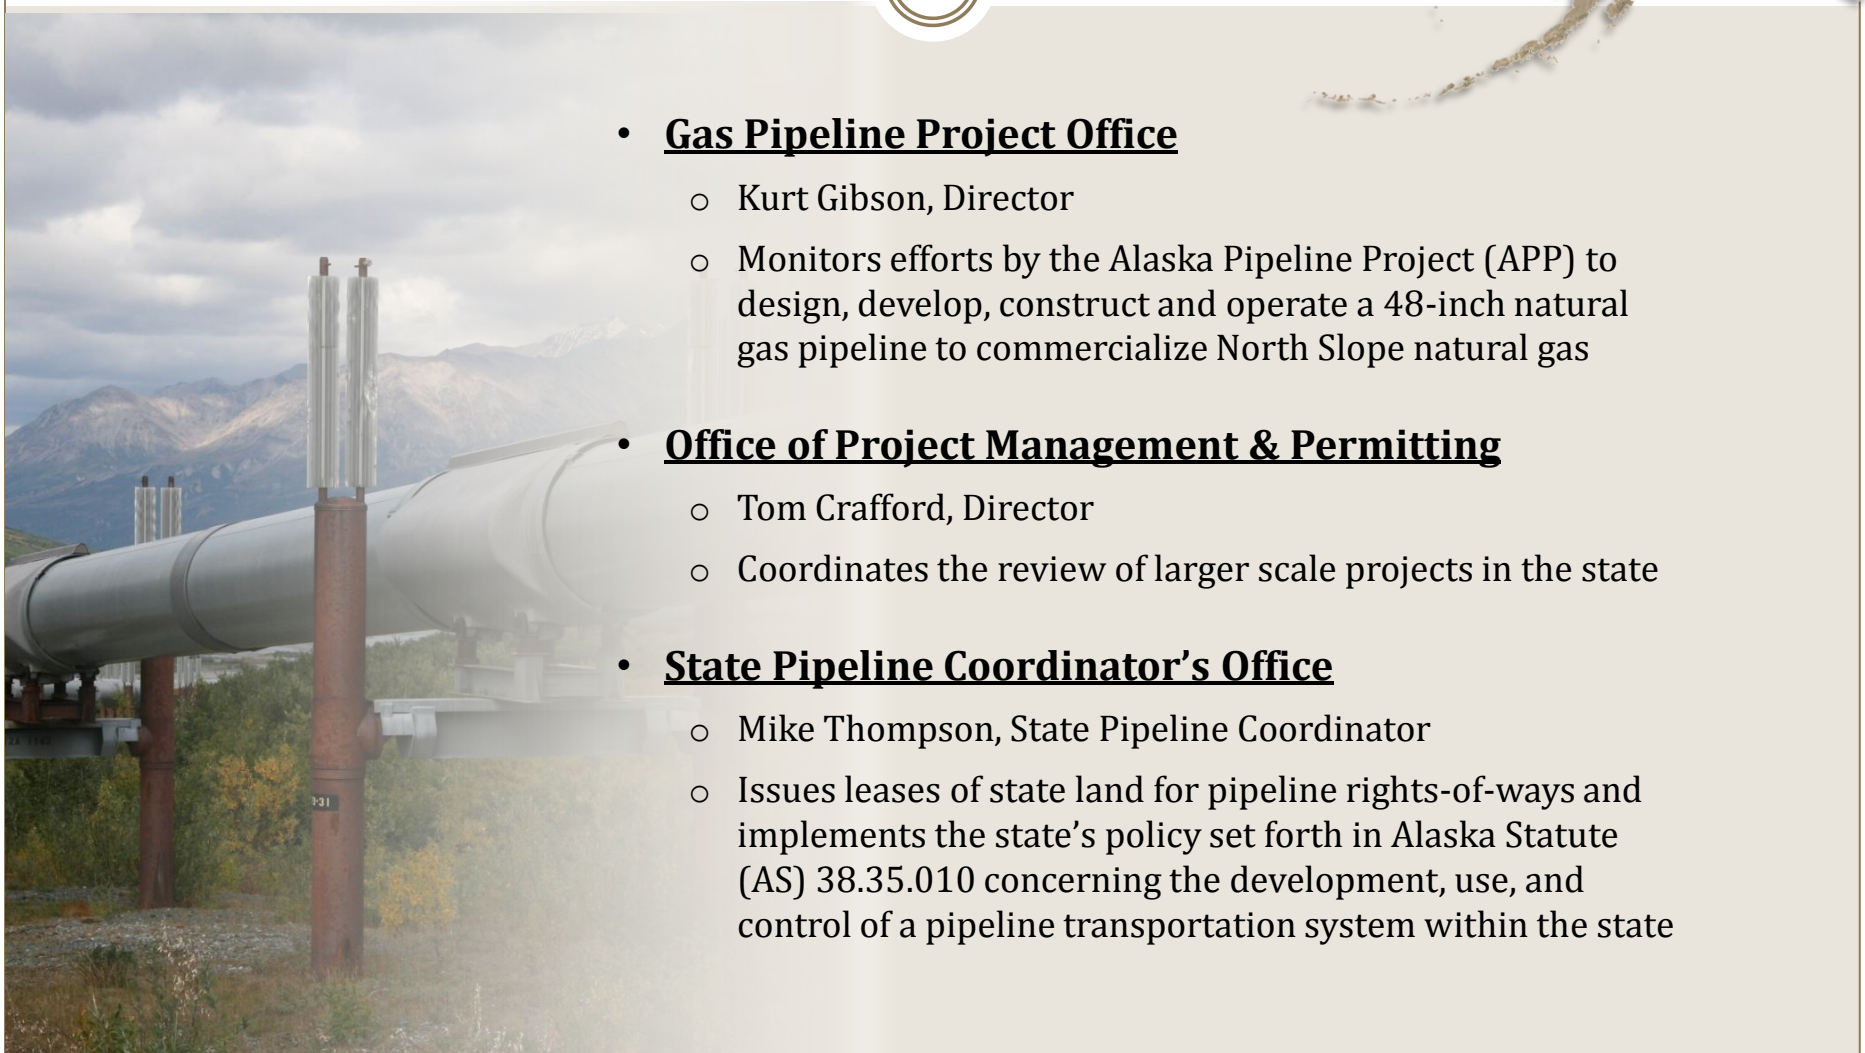 • Gas Pipeline Project Office
o Kurt Gibson, Director
o Monitors efforts by the Alaska Pipeline Project (APP) to
design, develop, construct and operate a 48-inch natural
gas pipeline to commercialize North Slope natural gas
• Office of Project Management & Permitting
o Tom Crafford, Director
o Coordinates the review of larger scale projects in the state
• State Pipeline Coordinator’s Office
o Mike Thompson, State Pipeline Coordinator
o Issues leases of state land for pipeline rights-of-ways and
implements the state’s policy set forth in Alaska Statute
(AS) 38.35.010 concerning the development, use, and
control of a pipeline transportation system within the state